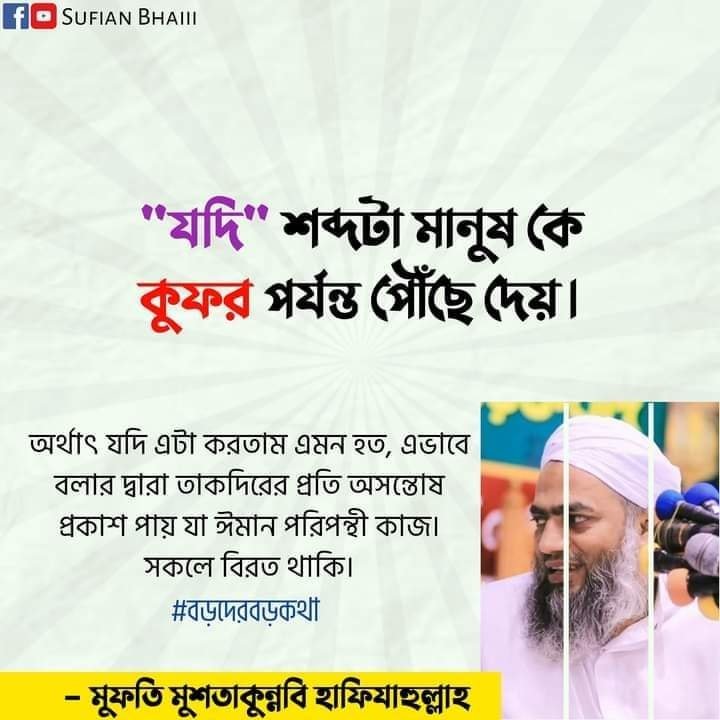 SUFIAN BHAIII
"যদি" শব্দটা মানুষ কে
কুফর পর্যন্ত পৌঁছে দেয়।
অর্থাৎ যদি এটা করতাম এমন হত, এভাবে
বলার দ্বারা তাকদিরের প্রতি অসন্তোষ
প্রকাশ পায় যা ঈমান পরিপন্থী কাজ।
সকলে বিরত থাকি।
#বড়দেরবড়কথা
– মুফতি মুশতাকুন্নবি হাফিযাহুল্লাহ